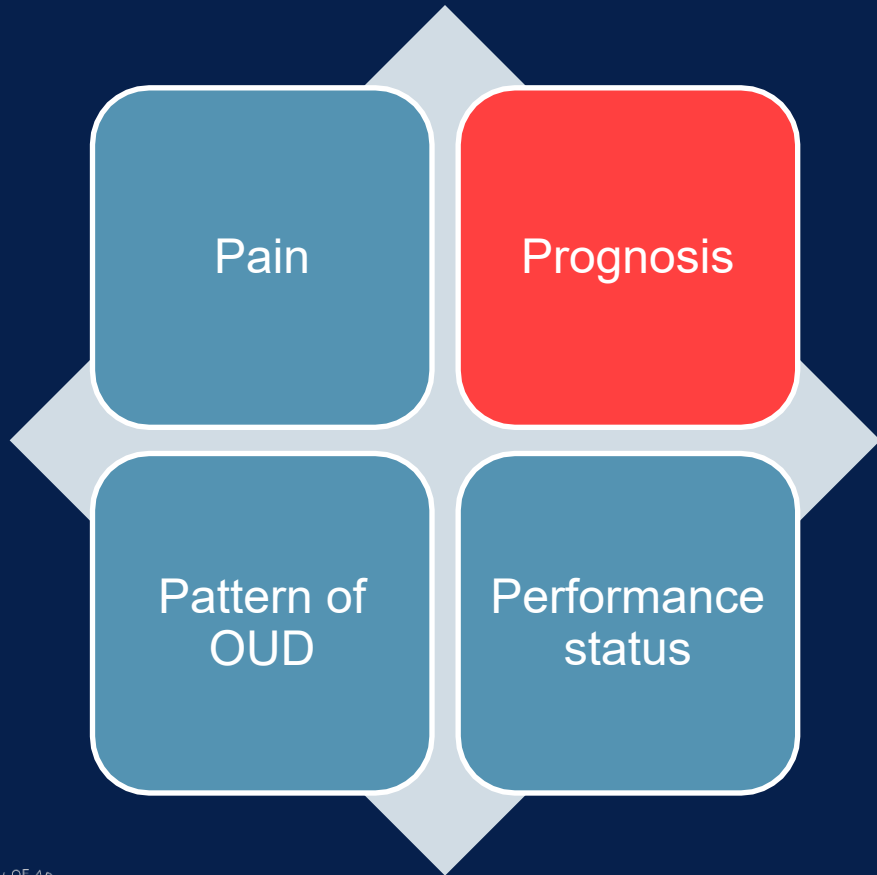 Pain
Prognosis
Pattern of
OUD
Performance
status